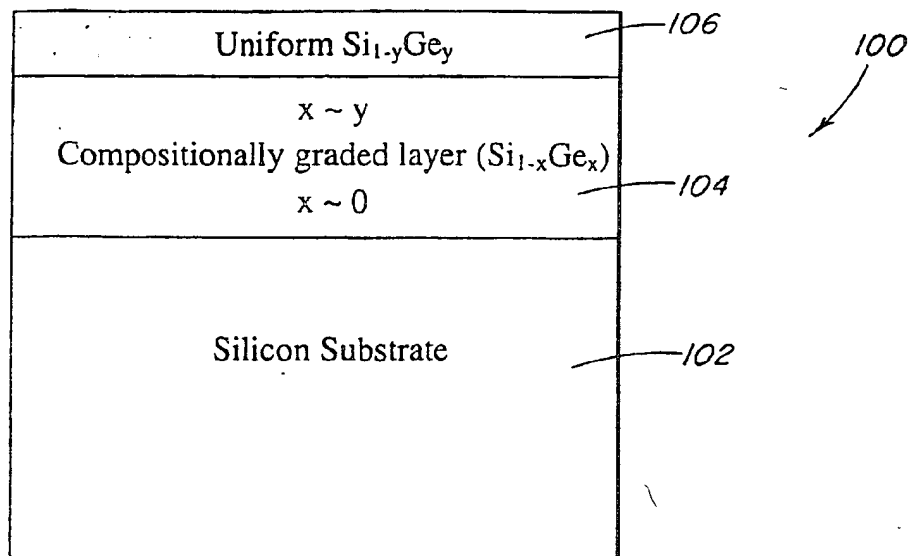 Uniform Si₁₋yGey
106
100
x ~ y
Compositionally graded layer (Si₁₋ₓGeₓ)
104
x ~ 0
Silicon Substrate
102